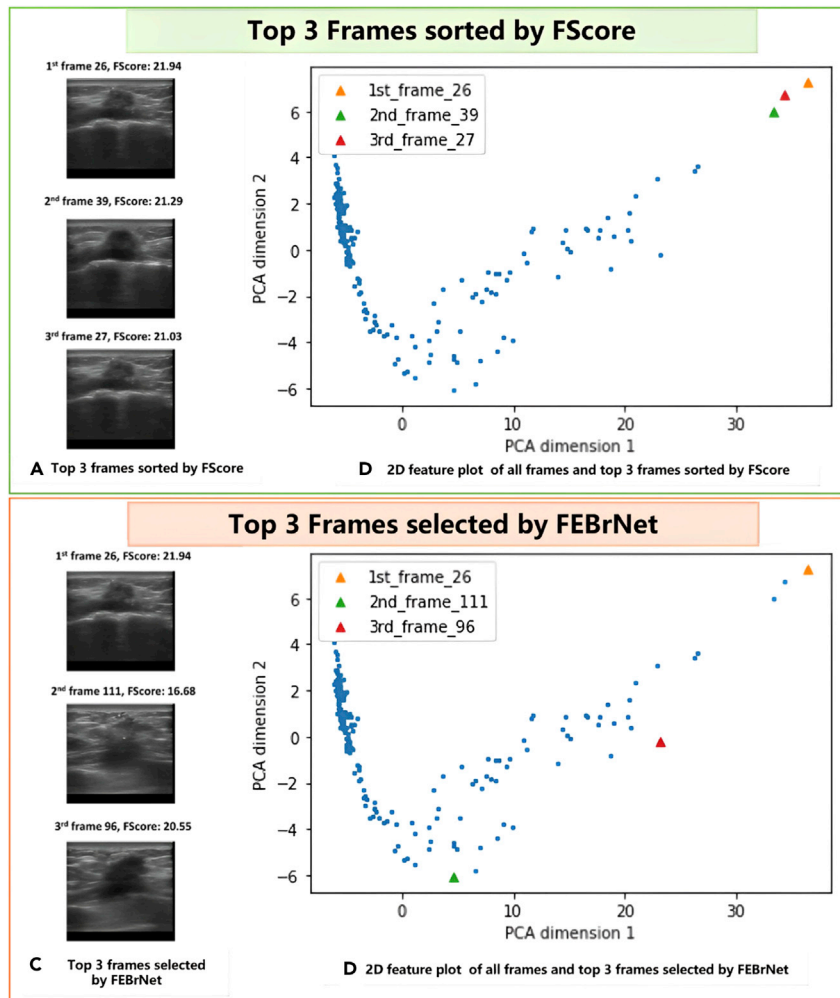 Top 3 Frames sorted by FScore
1st frame 26, FScore: 21.94
2nd frame 39, FScore: 21.29
3rd frame 27, FScore: 21.03
A Top 3 frames sorted by FScore
1st_frame_26
2nd_frame_39
3rd_frame_27
6
4
2
0
−2
−4
−6
PCA dimension 2
0 10 20 30
PCA dimension 1
D 2D feature plot of all frames and top 3 frames sorted by FScore
Top 3 Frames selected by FEBrNet
1st frame 26, FScore: 21.94
2nd frame 111, FScore: 16.68
3rd frame 96, FScore: 20.55
C Top 3 frames selected
by FEBrNet
1st_frame_26
2nd_frame_111
3rd_frame_96
6
4
2
0
−2
−4
−6
PCA dimension 2
0 10 20 30
PCA dimension 1
D 2D feature plot of all frames and top 3 frames selected by FEBrNet